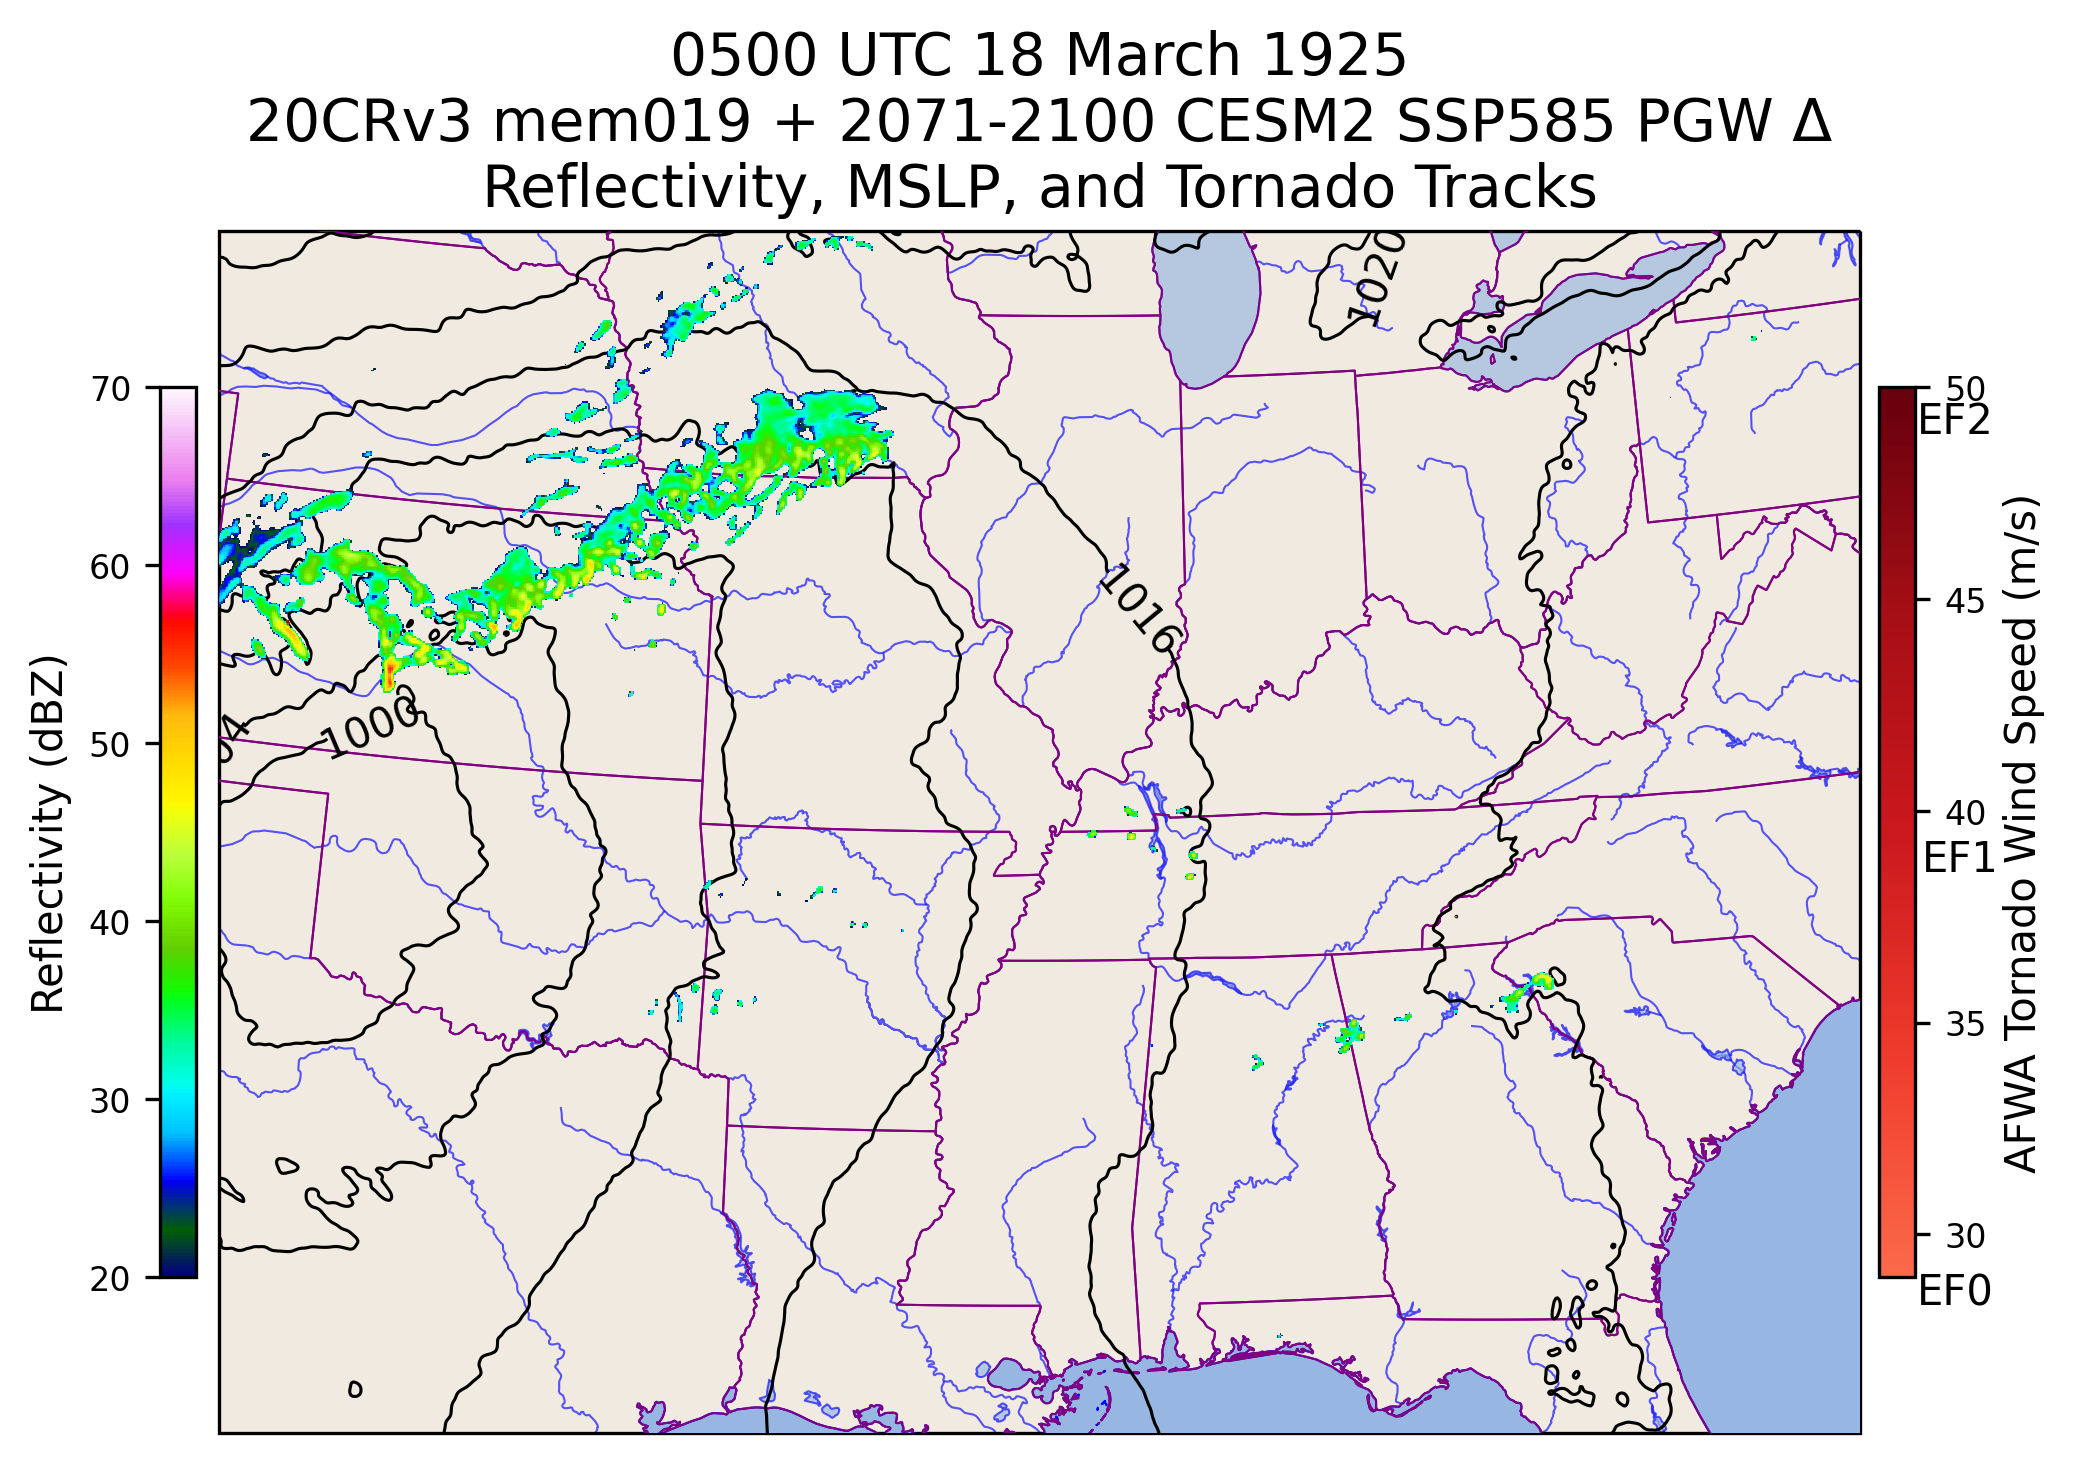 0500 UTC 18 March 1925
20CRv3 mem019 + 2071-2100 CESM2 SSP585 PGW Δ
Reflectivity, MSLP, and Tornado Tracks
Reflectivity (dBZ)
70
60
50
40
30
20
1020
1016
1000
04
50
EF2
45
40
EF1
35
30
EF0
AFWA Tornado Wind Speed (m/s)